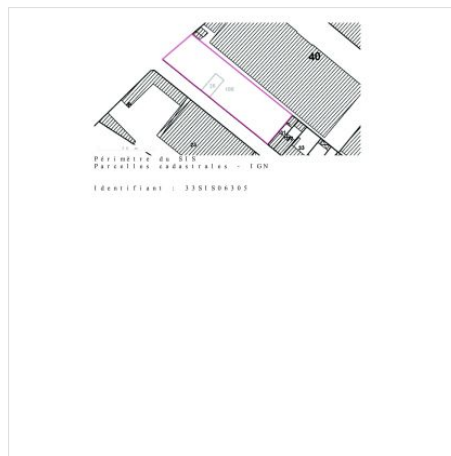 40
Périmètre du SIS
Parcelles cadastrales - IGN
Identifiant : 33SIS06305